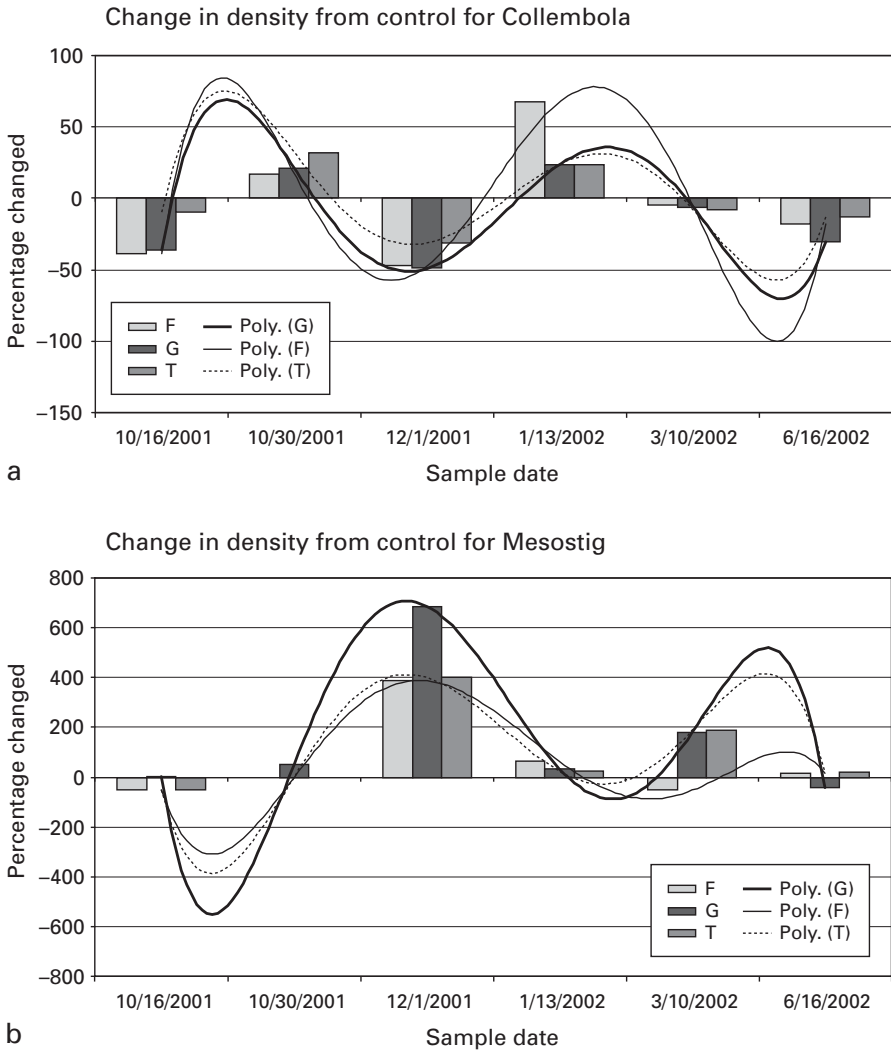 Change in density from control for Collembola
100
50
0
−50
−100
−150
Percentage changed
F
G
T
Poly. (G)
Poly. (F)
Poly. (T)
10/16/2001 10/30/2001 12/1/2001 1/13/2002 3/10/2002 6/16/2002
Sample date
a
Change in density from control for Mesostig
800
600
400
200
0
−200
−400
−600
−800
Percentage changed
F
G
T
Poly. (G)
Poly. (F)
Poly. (T)
10/16/2001 10/30/2001 12/1/2001 1/13/2002 3/10/2002 6/16/2002
Sample date
b